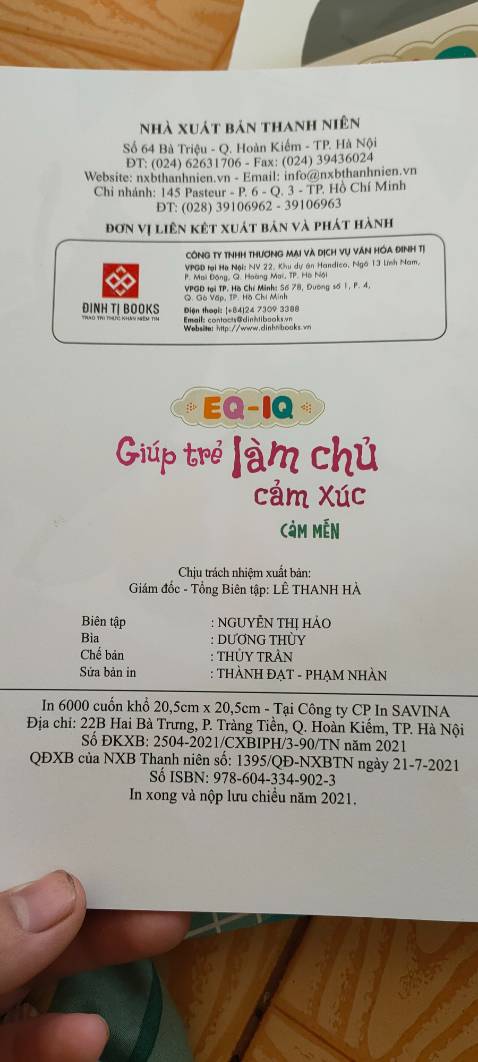 NHÀ XUẤT BẢN THANH NIÊN
Số 64 Bà Triệu - Q. Hoàn Kiếm - TP. Hà Nội
ĐT: (024) 62631706 - Fax: (024) 39436024
Website: nxbthanhnien.vn - Email: info@nxbthanhnien.vn
Chi nhánh: 145 Pasteur - P. 6 - Q. 3 - TP. Hồ Chí Minh
ĐT: (028) 39106962 - 39106963
ĐƠN VỊ LIÊN KẾT XUẤT BẢN VÀ PHÁT HÀNH
CÔNG TY TNHH THƯƠNG MẠI VÀ DỊCH VỤ VĂN HÓA ĐINH TỊ
VPGD tại Hà Nội: NV 22, Khu dự án Handico, Ngõ 13 Lĩnh Nam,
P. Mai Động, Q. Hoàng Mai, TP. Hà Nội
VPGD tại TP. Hồ Chí Minh: Số 78, Đường số 1, P. 4,
Q. Gò Vấp, TP. Hồ Chí Minh
Điện thoại: (+84)24 7309 3388
Email: contacts@dinhtibooks.vn
Website: http://www.dinhtibooks.vn
ĐINH TỊ BOOKS
TRAO TRI THỨC KHẮN NIỀM TIN
EQ-IQ
Giúp trẻ làm chủ
cảm xúc
CẢM MẾN
Chịu trách nhiệm xuất bản:
Giám đốc - Tổng Biên tập: LÊ THANH HÀ
Biên tập : NGUYỄN THỊ HẢO
Bìa : DƯƠNG THÙY
Chế bản : THỦY TRẦN
Sửa bản in : THÀNH ĐẠT - PHẠM NHÀN
In 6000 cuốn khổ 20,5cm x 20,5cm - Tại Công ty CP In SAVINA
Địa chỉ: 22B Hai Bà Trưng, P. Tràng Tiền, Q. Hoàn Kiếm, TP. Hà Nội
Số ĐKXB: 2504-2021/CXBIPH/3-90/TN năm 2021
QĐXB của NXB Thanh niên số: 1395/QĐ-NXBTN ngày 21-7-2021
Số ISBN: 978-604-334-902-3
In xong và nộp lưu chiểu năm 2021.